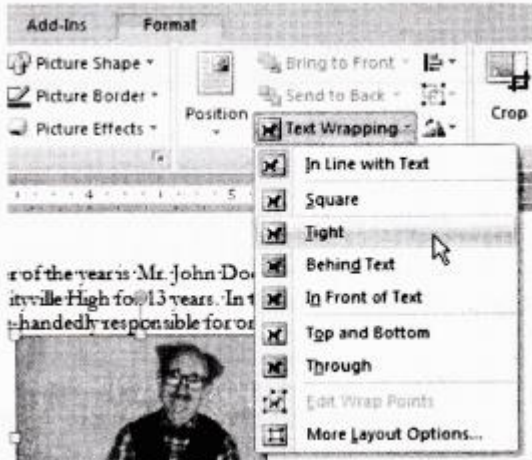 Add-Ins Format
Picture Shape
Picture Border
Picture Effects
Position
Bring to Front
Send to Back
Text Wrapping
Crop
4 5
In Line with Text
Square
Tight
Behind Text
In Front of Text
Top and Bottom
Through
Edit Wrap Points
More Layout Options...
r of the year is Mr. John Doe
ityville High for 13 years. In t
-handedly responsible for or